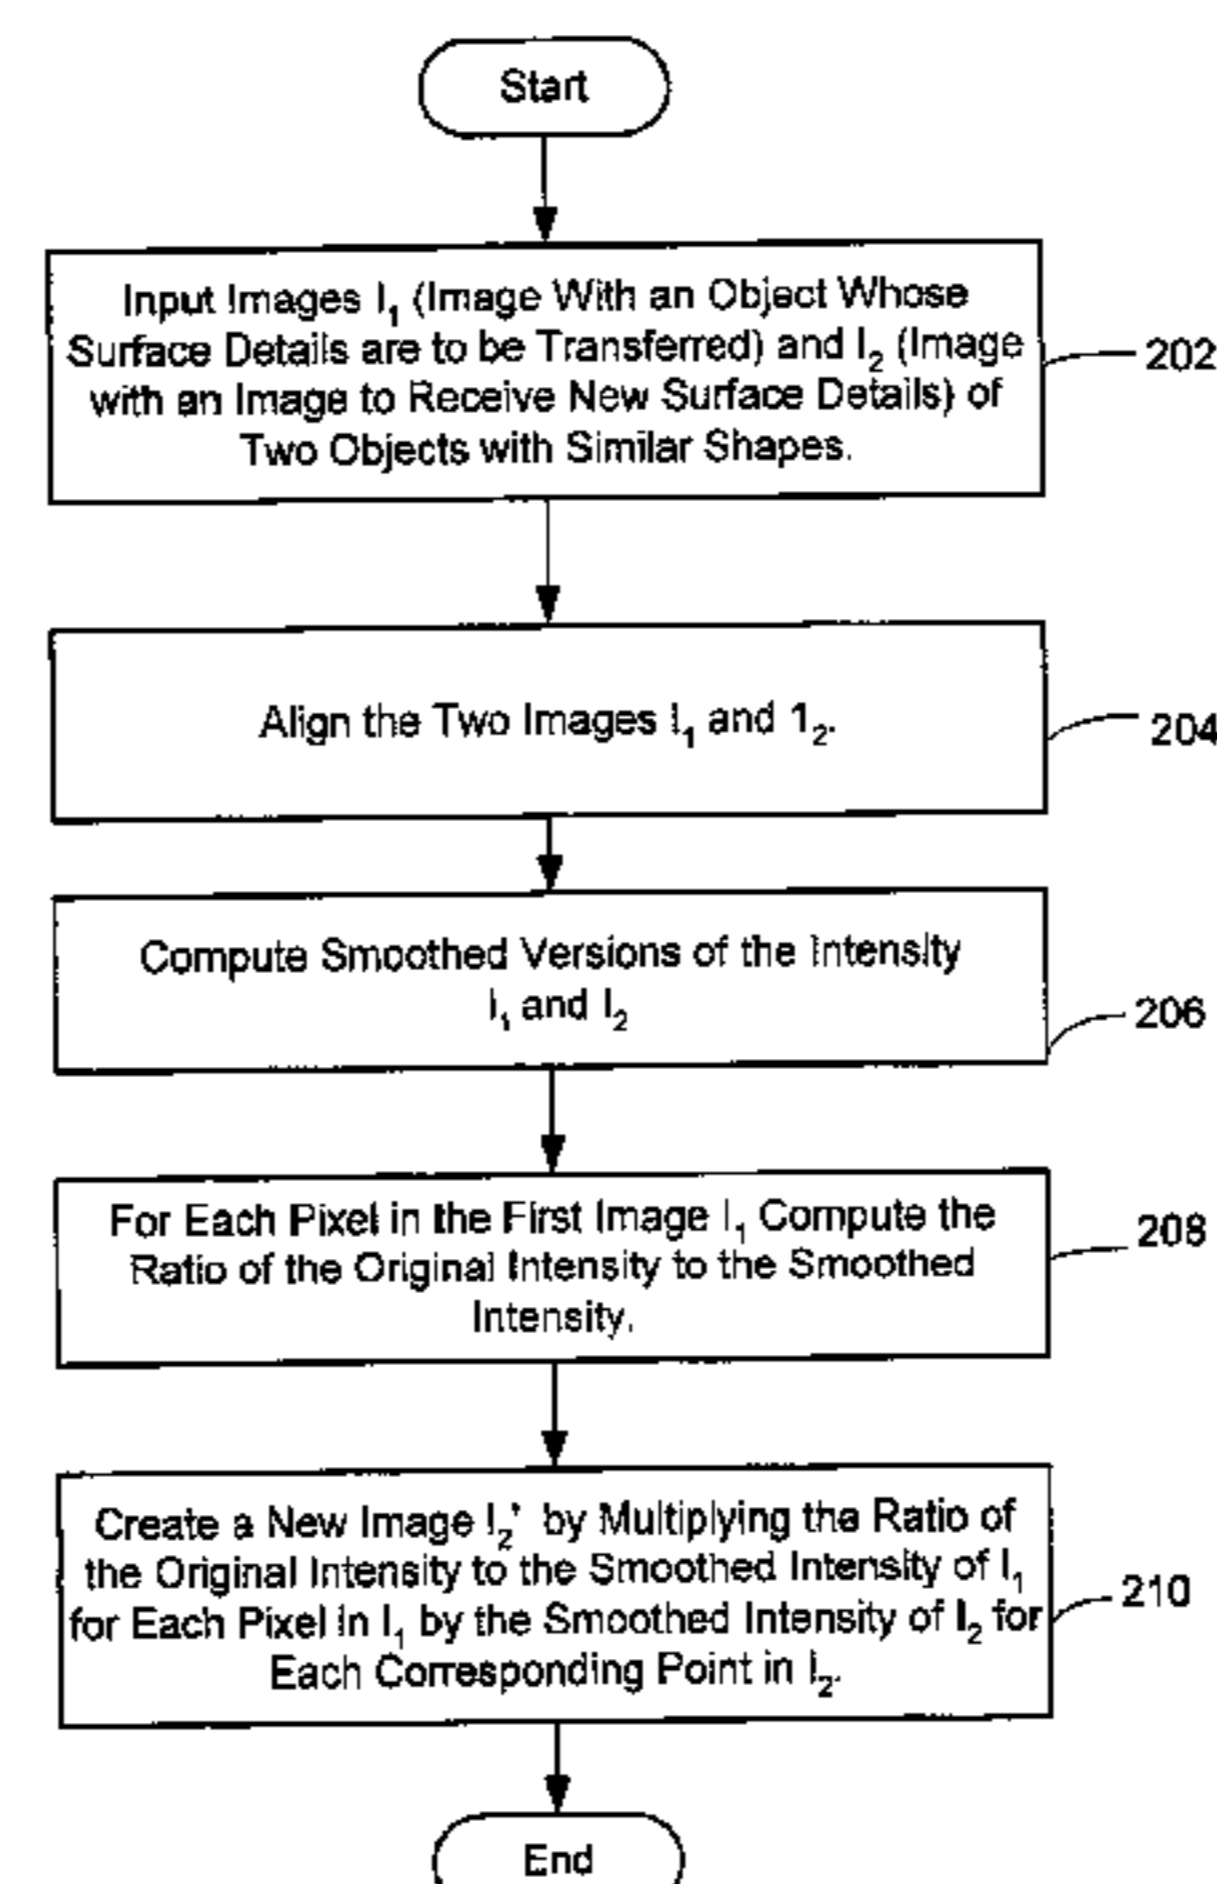 Start
Input Images I₁ (Image With an Object Whose
Surface Details are to be Transferred) and I₂ (Image
with an Image to Receive New Surface Details) of
Two Objects with Similar Shapes.
202
Align the Two Images I₁ and 1₂.
204
Compute Smoothed Versions of the Intensity
I₁ and I₂
206
For Each Pixel in the First Image I₁ Compute the
Ratio of the Original Intensity to the Smoothed
Intensity.
208
Create a New Image I₂' by Multiplying the Ratio of
the Original Intensity to the Smoothed Intensity of I₁
for Each Pixel in I₁ by the Smoothed Intensity of I₂ for
Each Corresponding Point in I₂.
210
End